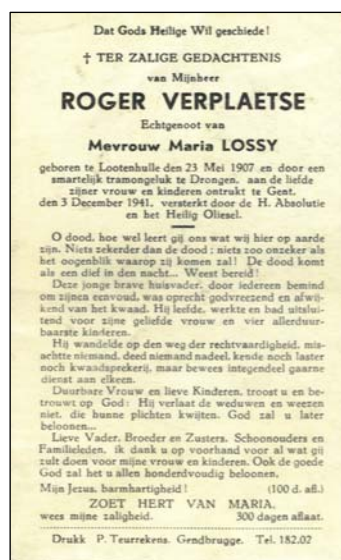 Dat Gods Heilige Wil geschiede!
† TER ZALIGE GEDACHTENIS
van Mijnheer
ROGER VERPLAETSE
Echtgenoot van
Mevrouw Maria LOSSY
geboren te Lootenhulle den 23 Mei 1907 en door een
smartelijk tramongeluk te Drongen, aan de liefde
zijner vrouw en kinderen ontrukt te Gent,
den 3 December 1941, versterkt door de H. Absolutie
en het Heilig Oliesel.
O dood, hoe wel leert gij ons wat wij hier op aarde
zijn. Niets zekerder dan de dood; niets zoo onzeker als
het oogenblik waarop zij komen zal! De dood komt
als een dief in den nacht... Weest bereid!
Deze jonge brave huisvader, door iedereen bemind
om zijnen eenvoud, was oprecht godvreezend en afwij-
kend van het kwaad. Hij leefde, werkte en bad uitslui-
tend voor zijne geliefde vrouw en vier allerduur-
baarste kinderen.
Hij wandelde op den weg der rechtvaardigheid, mis-
achtte niemand, deed niemand nadeel, kende noch laster
noch kwaadsprekerij, maar bewees integendeel gaarne
dienst aan elkeen.
Duurbare Vrouw en lieve Kinderen, troost u en be-
trouwt op God: Hij verlaat de weduwen en weezen
niet, die hunne plichten kwijten. God zal u later
beloonen...
Lieve Vader, Broeder en Zusters, Schoonouders en
Familieleden, ik dank u op voorhand voor al wat gij
zult doen voor mijne vrouw en kinderen. Ook de goede
God zal het u allen honderdvoudig beloonen.
Mijn Jezus, barmhartigheid! (100 d. afl.)
ZOET HERT VAN MARIA,
wees mijne zaligheid. 300 dagen aflaat.
Drukk P. Teurrekens, Gendbrugge. Tel. 182.02